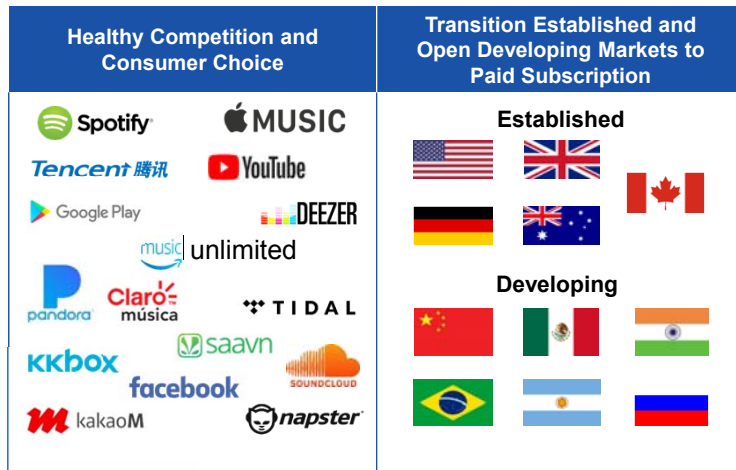 Healthy Competition and
Consumer Choice
Transition Established and
Open Developing Markets to
Paid Subscription
Spotify®
MUSIC
Tencent 腾讯
YouTube
Google Play
DEEZER
music unlimited
pandora
Claro
música
TIDAL
saavn
KKBOX
SOUNDCLOUD
facebook
kakaoM
napster
Established
Developing